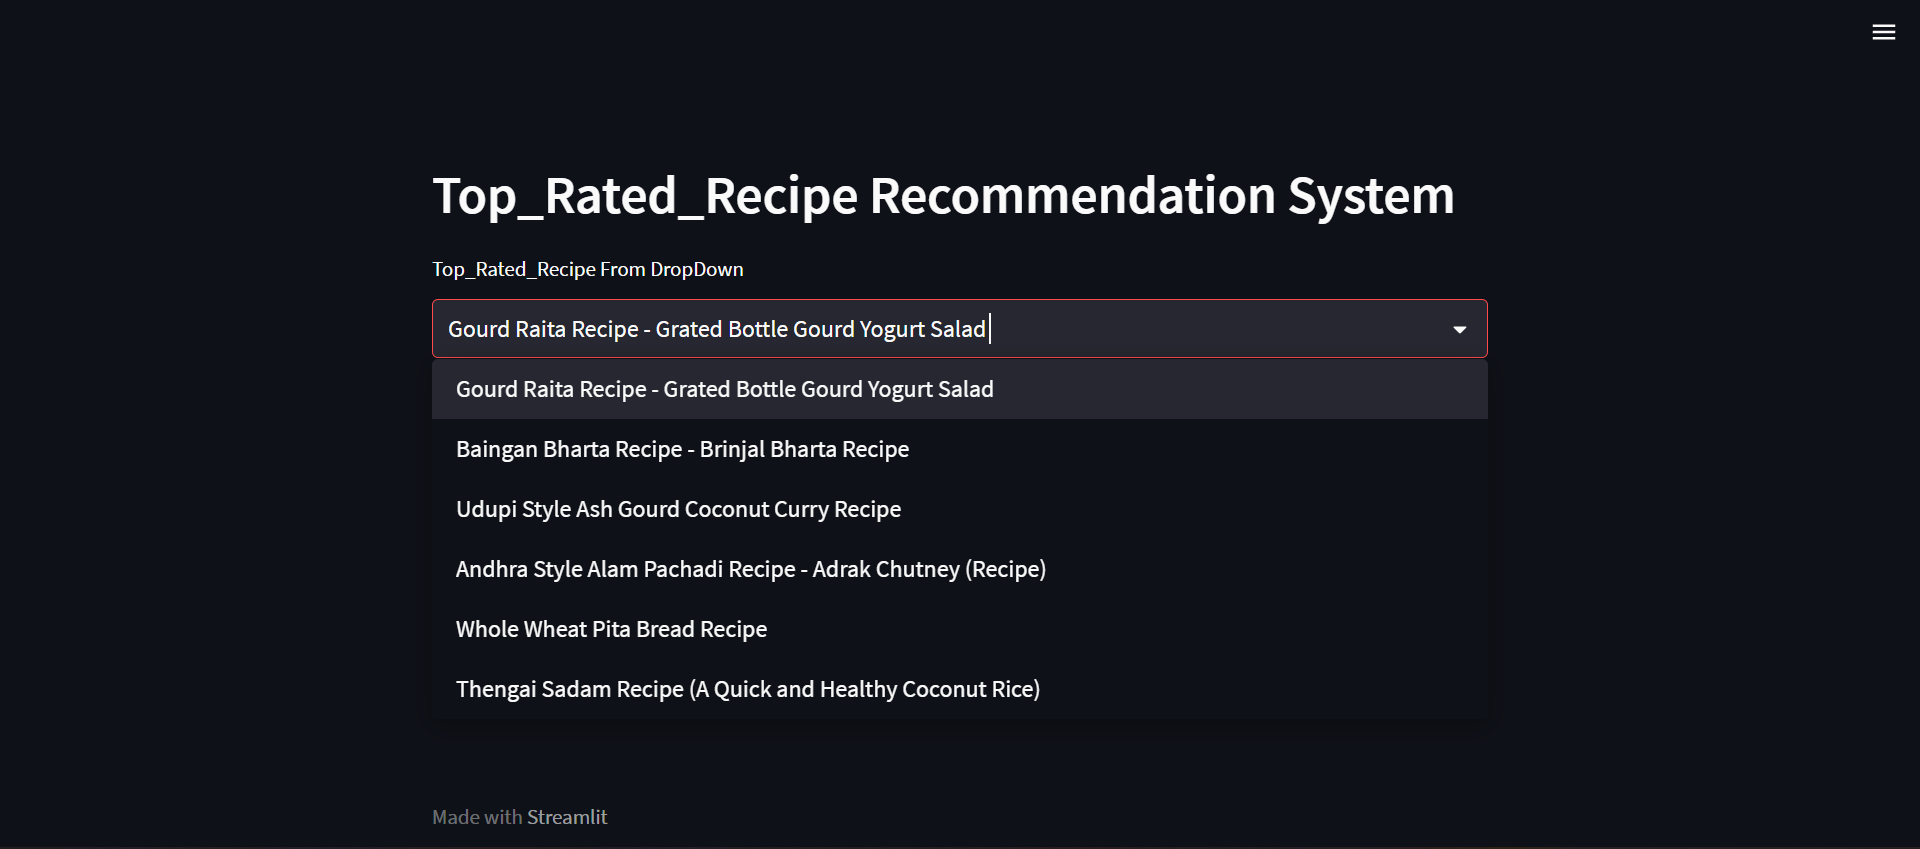 Top_Rated_Recipe Recommendation System
Top_Rated_Recipe From DropDown
Gourd Raita Recipe - Grated Bottle Gourd Yogurt Salad
Gourd Raita Recipe - Grated Bottle Gourd Yogurt Salad
Baingan Bharta Recipe - Brinjal Bharta Recipe
Udupi Style Ash Gourd Coconut Curry Recipe
Andhra Style Alam Pachadi Recipe - Adrak Chutney (Recipe)
Whole Wheat Pita Bread Recipe
Thengai Sadam Recipe (A Quick and Healthy Coconut Rice)
Made with Streamlit